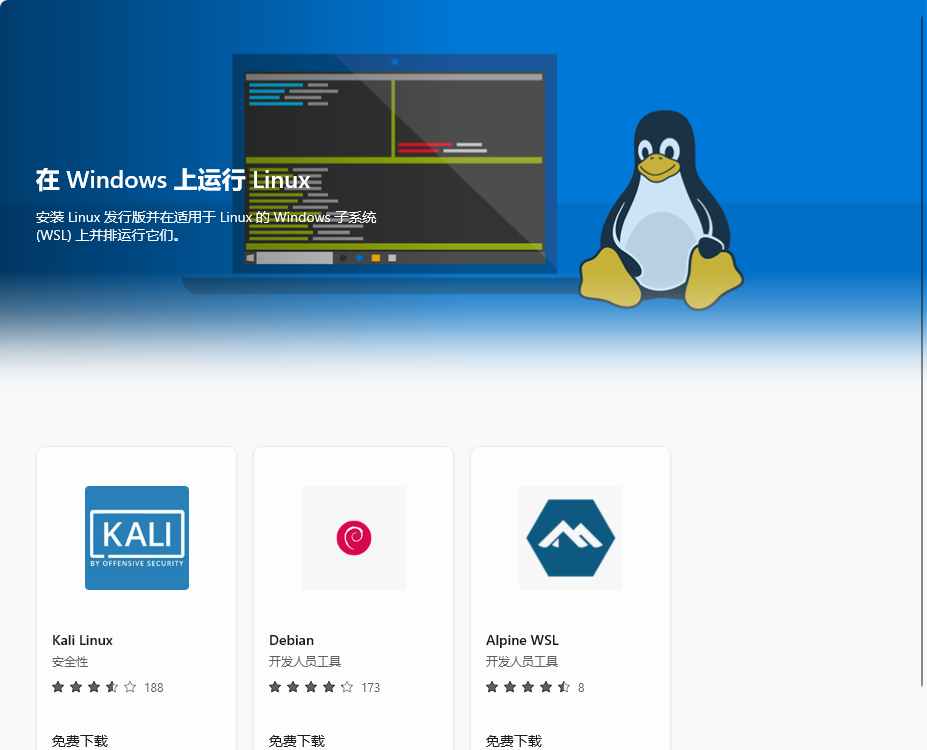 在 Windows 上运行 Linux
安装 Linux 发行版并在适用于 Linux 的 Windows 子系统
(WSL) 上并排运行它们。
KALI
BY OFFENSIVE SECURITY
Kali Linux
安全性
188
免费下载
Debian
开发人员工具
173
免费下载
Alpine WSL
开发人员工具
8
免费下载